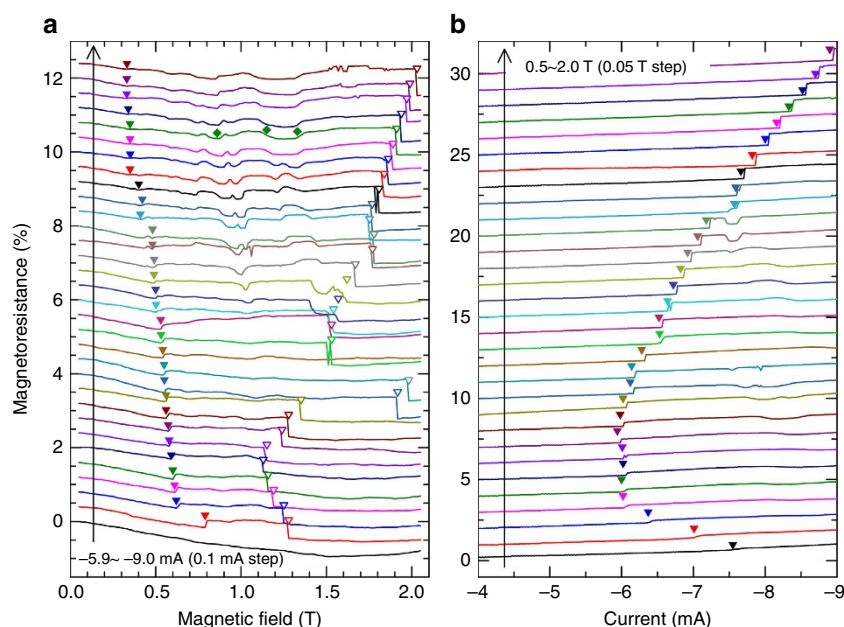 a
b
12
10
8
6
4
2
0
Magnetoresistance (%)
–5.9~ –9.0 mA (0.1 mA step)
0.0 0.5 1.0 1.5 2.0
Magnetic field (T)
30
25
20
15
10
5
0
0.5~2.0 T (0.05 T step)
–4 –5 –6 –7 –8 –9
Current (mA)